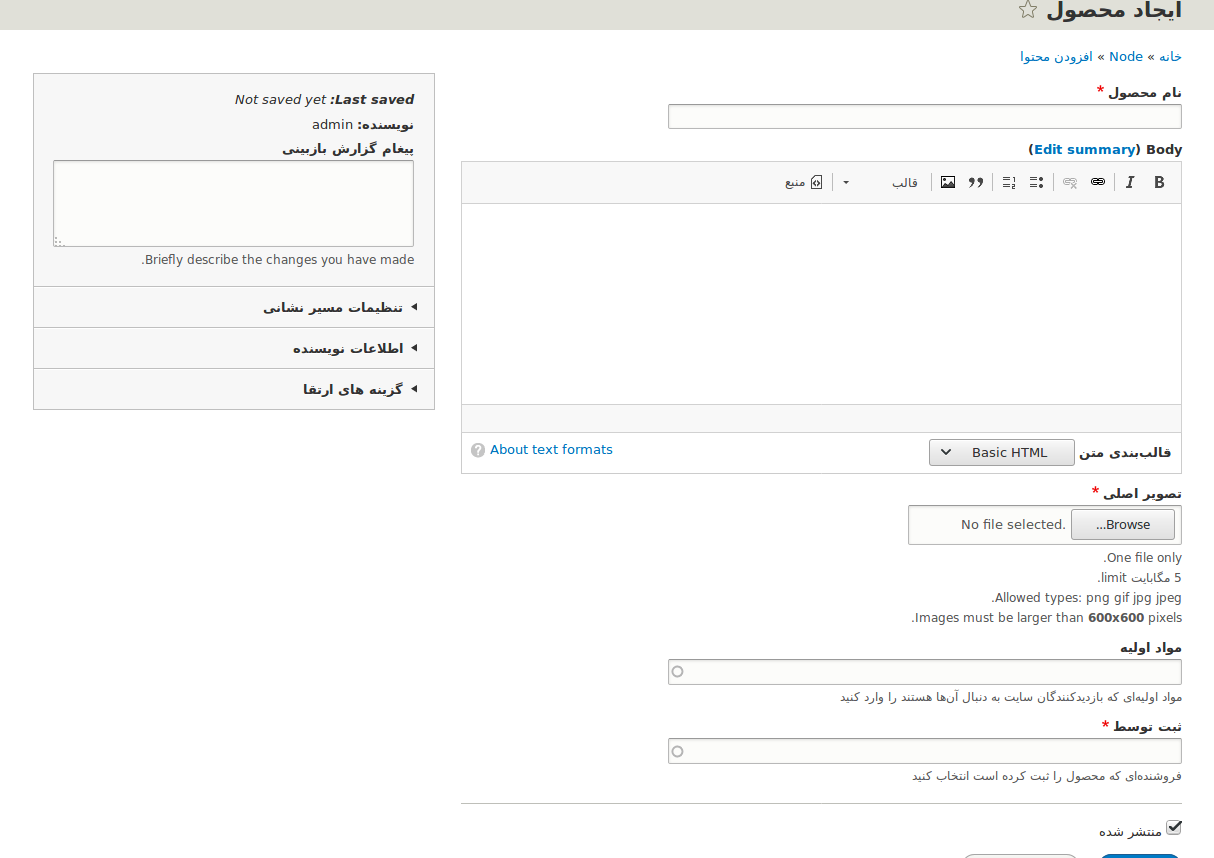 ایجاد محصول
خانه » Node » افزودن محتوا
نام محصول *
Body (Edit summary)
B I قالب منبع
قالب‌بندی متن Basic HTML
About text formats
تصویر اصلی *
Browse... No file selected.
One file only.
5 مگابایت limit.
Allowed types: png gif jpg jpeg.
Images must be larger than 600x600 pixels.
مواد اولیه
مواد اولیه‌ای که بازدیدکنندگان سایت به دنبال آن‌ها هستند را وارد کنید
ثبت توسط *
فروشنده‌ای که محصول را ثبت کرده است انتخاب کنید
منتشر شده
Last saved: Not saved yet
نویسنده: admin
پیغام گزارش بازبینی
Briefly describe the changes you have made.
تنظیمات مسیر نشانی
اطلاعات نویسنده
گزینه های ارتقا